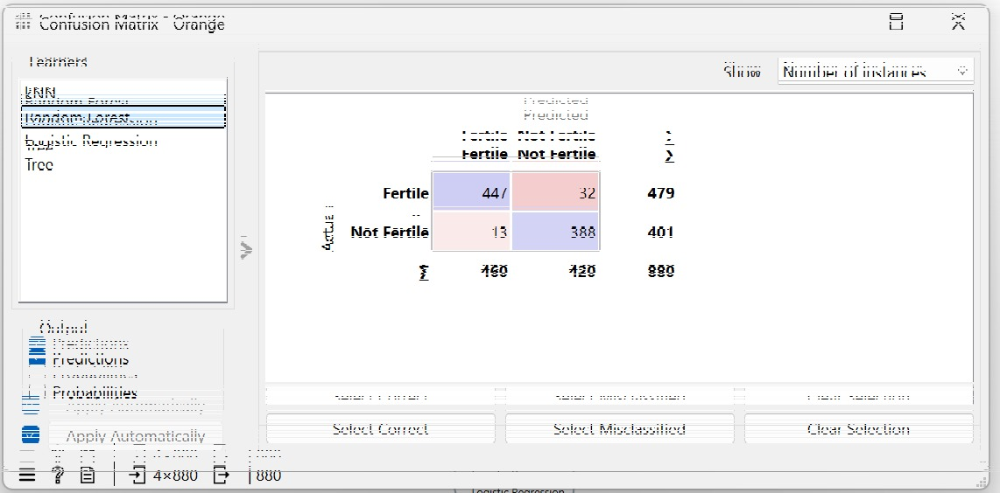 Confusion Matrix - Orange
Learners
Show Number of instances
kNN
Random Forest
Logistic Regression
Tree
Predicted
Fertile Not Fertile Σ
Actual
Fertile 447 32 479
Not Fertile 13 388 401
Σ 460 420 880
Output
Predictions
Probabilities
Apply Automatically
Select Correct Select Misclassified Clear Selection
4×880 880
Logistic Regression